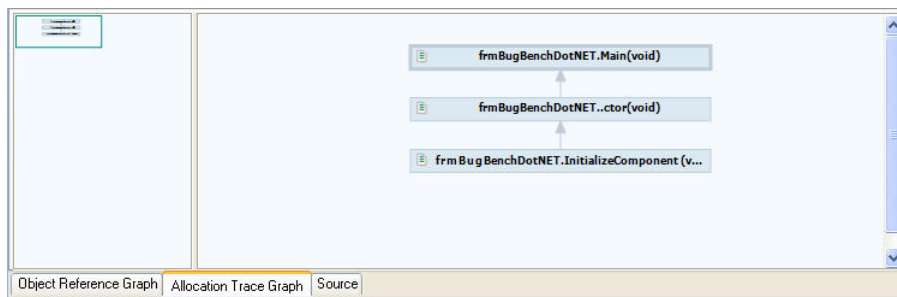 frmBugBenchDotNET.Main(void)
frmBugBenchDotNET..ctor(void)
frmBugBenchDotNET.InitializeComponent (v...
Object Reference Graph
Allocation Trace Graph
Source